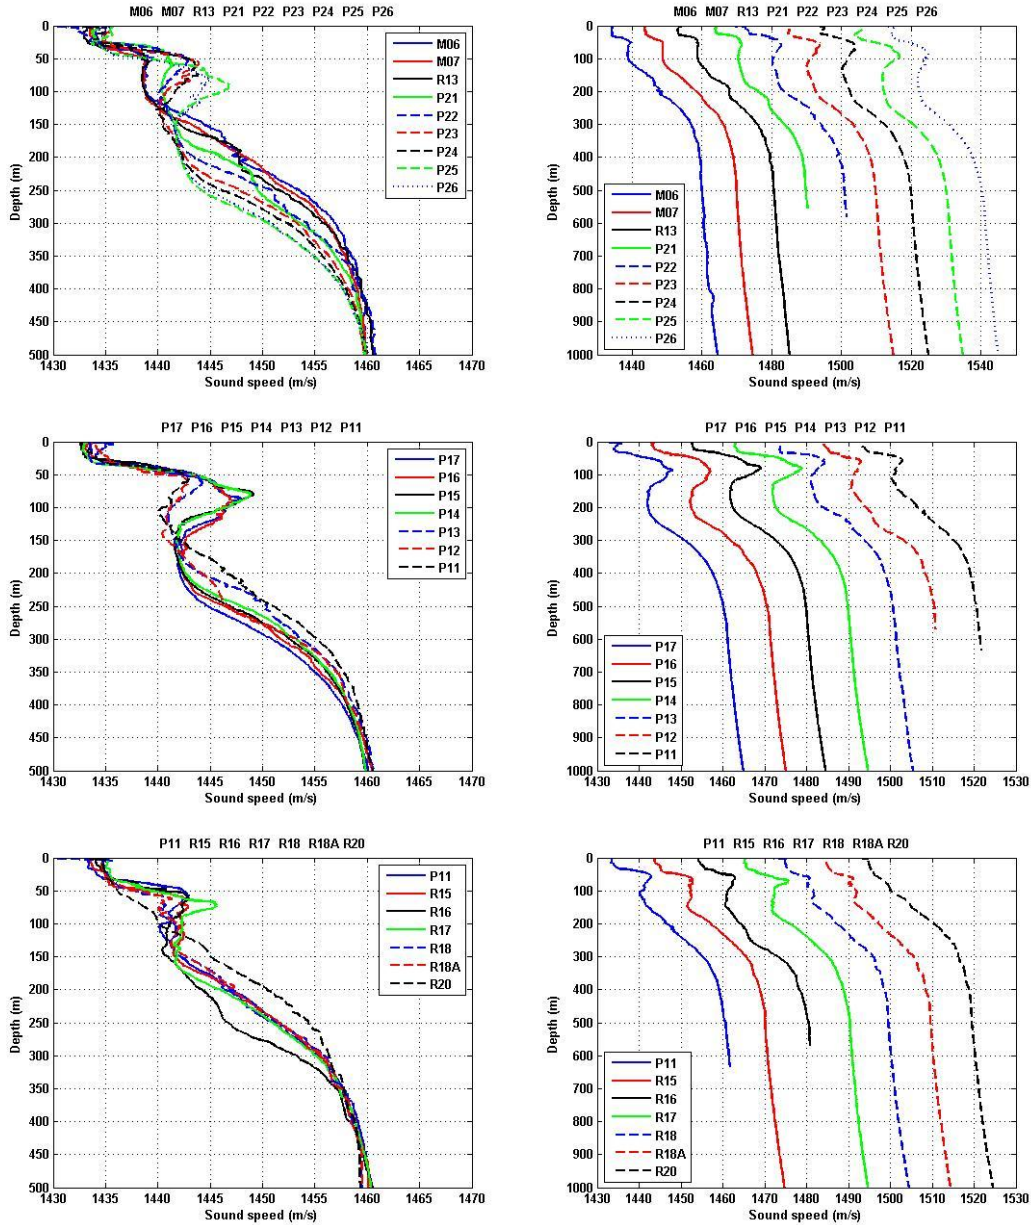 M06 M07 R13 P21 P22 P23 P24 P25 P26
0
50
100
150
200
250
300
350
400
450
500
Depth (m)
M06
M07
R13
P21
P22
P23
P24
P25
P26
1430 1435 1440 1445 1450 1455 1460 1465 1470
Sound speed (m/s)
M06 M07 R13 P21 P22 P23 P24 P25 P26
0
100
200
300
400
500
600
700
800
900
1000
Depth (m)
M06
M07
R13
P21
P22
P23
P24
P25
P26
1440 1460 1480 1500 1520 1540
Sound speed (m/s)
P17 P16 P15 P14 P13 P12 P11
0
50
100
150
200
250
300
350
400
450
500
Depth (m)
P17
P16
P15
P14
P13
P12
P11
1430 1435 1440 1445 1450 1455 1460 1465 1470
Sound speed (m/s)
P17 P16 P15 P14 P13 P12 P11
0
100
200
300
400
500
600
700
800
900
1000
Depth (m)
P17
P16
P15
P14
P13
P12
P11
1430 1440 1450 1460 1470 1480 1490 1500 1510 1520 1530
Sound speed (m/s)
P11 R15 R16 R17 R18 R18A R20
0
50
100
150
200
250
300
350
400
450
500
Depth (m)
P11
R15
R16
R17
R18
R18A
R20
1430 1435 1440 1445 1450 1455 1460 1465 1470
Sound speed (m/s)
P11 R15 R16 R17 R18 R18A R20
0
100
200
300
400
500
600
700
800
900
1000
Depth (m)
P11
R15
R16
R17
R18
R18A
R20
1430 1440 1450 1460 1470 1480 1490 1500 1510 1520 1530
Sound speed (m/s)